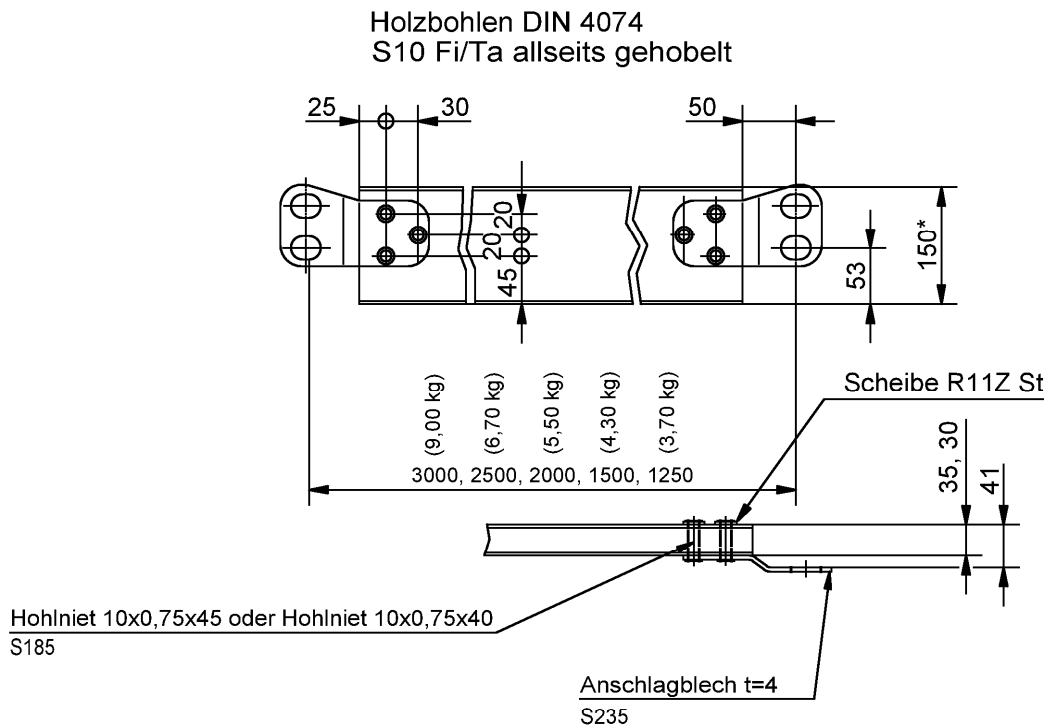 Holzbohlen DIN 4074
S10 Fi/Ta allseits gehobelt
25
30
50
20
20
45
53
150*
(9,00 kg)
(6,70 kg)
(5,50 kg)
(4,30 kg)
(3,70 kg)
3000, 2500, 2000, 1500, 1250
Scheibe R11Z St
35, 30
41
Hohlniet 10x0,75x45 oder Hohlniet 10x0,75x40
S185
Anschlagblech t=4
S235